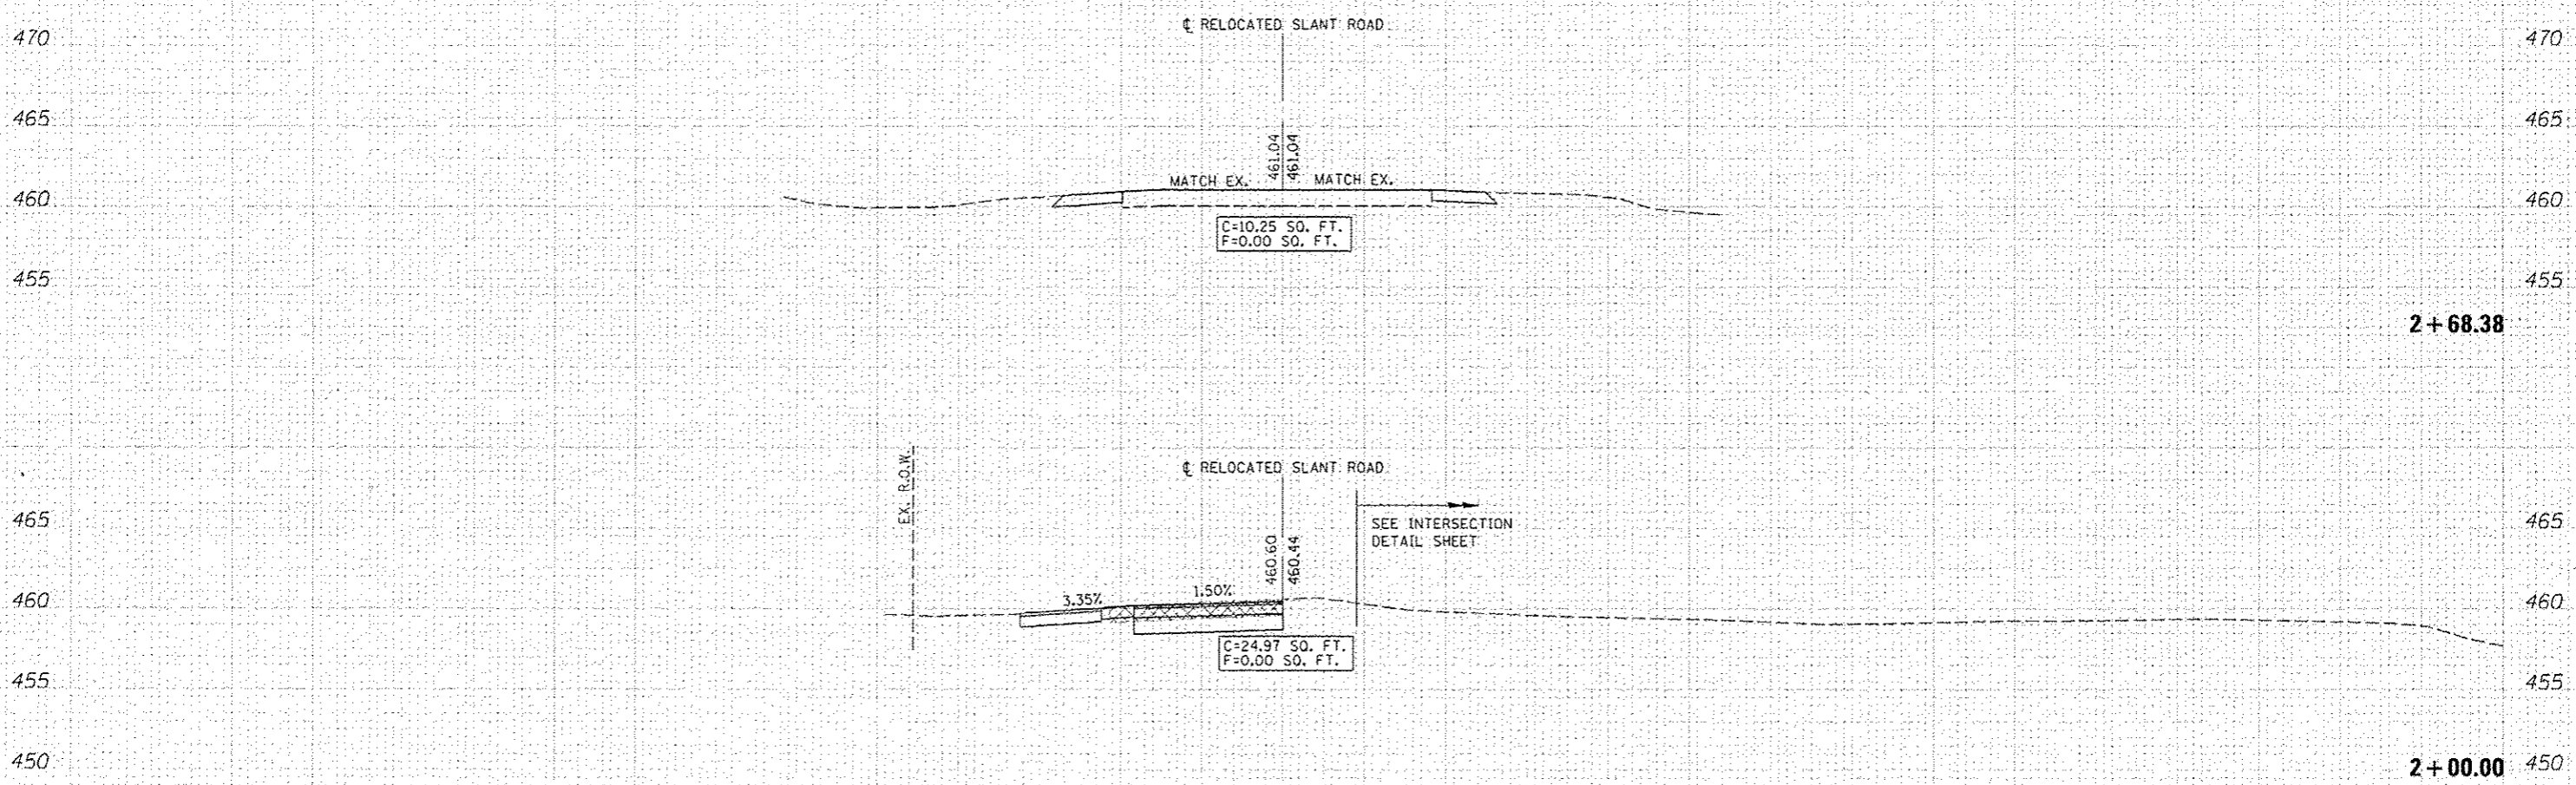 ℄ RELOCATED SLANT ROAD
470 470
465 465
461.04 461.04
MATCH EX. MATCH EX.
460 460
C=10.25 SQ. FT.
F=0.00 SQ. FT.
455 455
2+68.38
EX. R.O.W.
℄ RELOCATED SLANT ROAD
465 465
SEE INTERSECTION
DETAIL SHEET
460.60 460.44
3.35% 1.50%
460 460
C=24.97 SQ. FT.
F=0.00 SQ. FT.
455 455
450 2+00.00 450